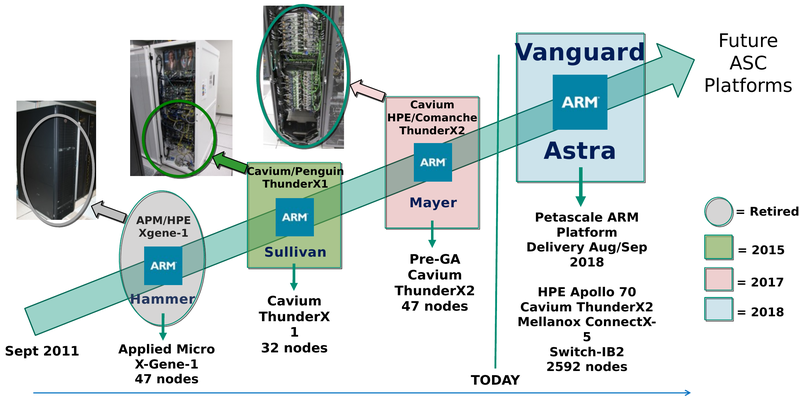 Vanguard
ARM
Astra
Petascale ARM
Platform
Delivery Aug/Sep
2018
HPE Apollo 70
Cavium ThunderX2
Mellanox ConnectX-
5
Switch-IB2
2592 nodes
Future
ASC
Platforms
Cavium
HPE/Comanche
ThunderX2
ARM
Mayer
Pre-GA
Cavium
ThunderX2
47 nodes
Cavium/Penguin
ThunderX1
ARM
Sullivan
Cavium
ThunderX
1
32 nodes
APM/HPE
Xgene-1
ARM
Hammer
Applied Micro
X-Gene-1
47 nodes
Sept 2011
TODAY
= Retired
= 2015
= 2017
= 2018